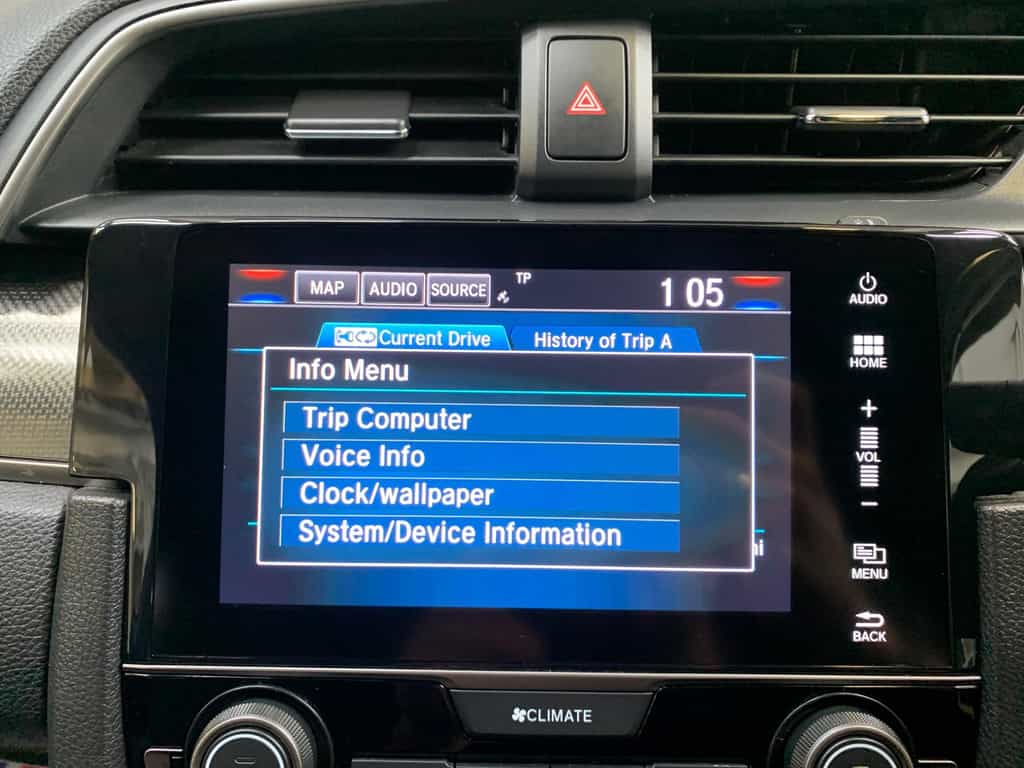 MAP AUDIO SOURCE TP 1 05
Current Drive History of Trip A
Info Menu
Trip Computer
Voice Info
Clock/wallpaper
System/Device Information
AUDIO
HOME
+
VOL
−
MENU
BACK
CLIMATE